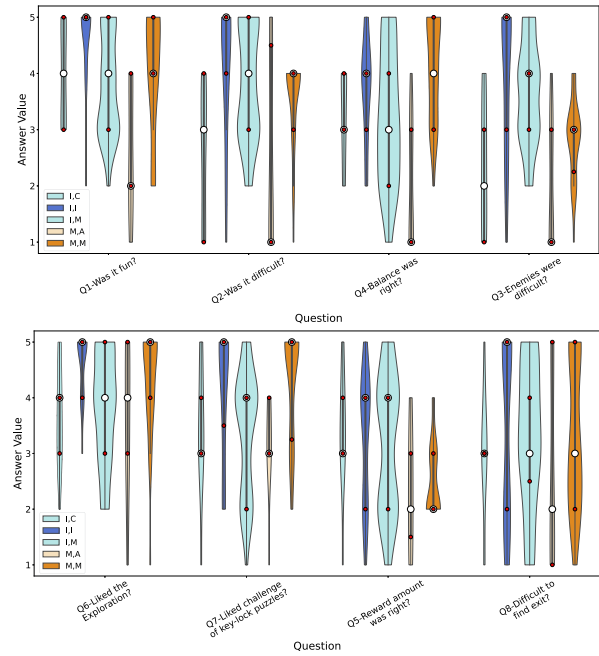 5
4
3
2
1
Answer Value
I,C
I,I
I,M
M,A
M,M
Q1-Was it fun?
Q2-Was it difficult?
Q4-Balance was
right?
Q3-Enemies were
difficult?
Question
5
4
3
2
1
Answer Value
I,C
I,I
I,M
M,A
M,M
Q6-Liked the
Exploration?
Q7-Liked challenge
of key-lock puzzles?
Q5-Reward amount
was right?
Q8-Difficult to
find exit?
Question